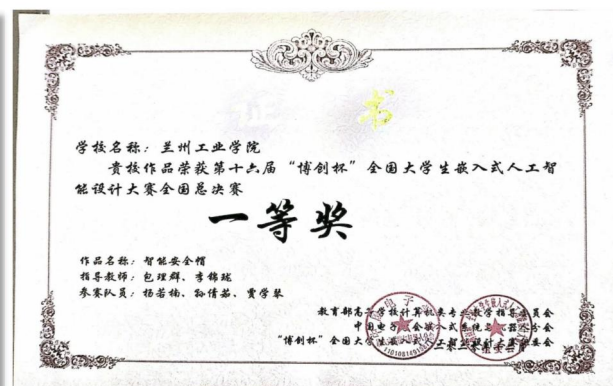 证 书
学校名称：兰州工业学院
贵校作品荣获第十六届“博创杯”全国大学生嵌入式人工智
能设计大赛全国总决赛
一等奖
作品名称：智能安全帽
指导教师：包理群、李锦珑
参赛队员：杨若楠、孙倩茹、贾学琴
教育部高等学校计算机类专业教学指导委员会
中国电子学会嵌入式系统与机器人分会
“博创杯”全国大学生嵌入式人工智能设计大赛组委会